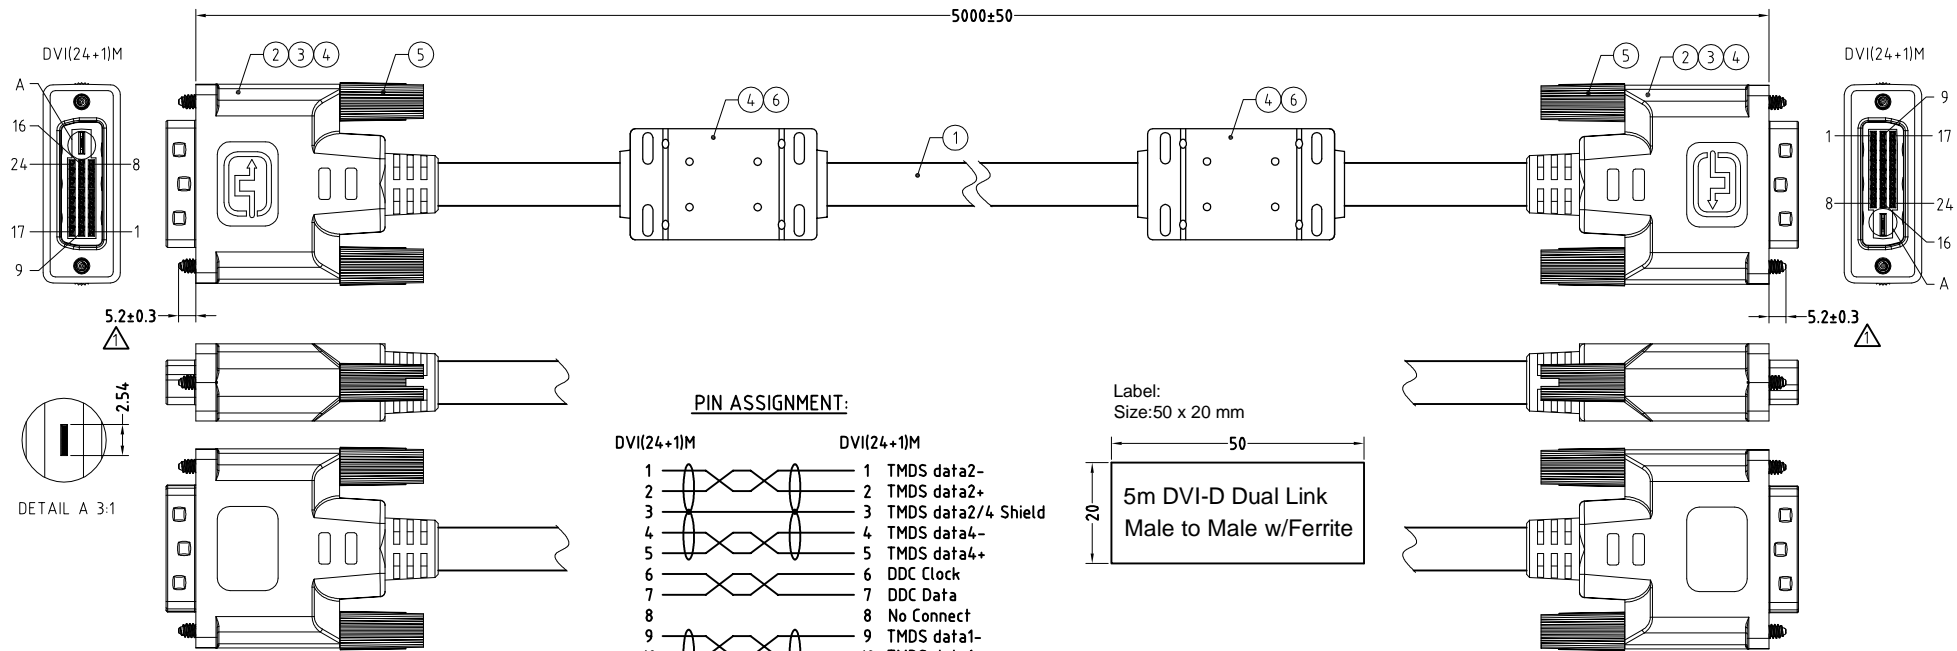 5000±50
DVI(24+1)M
A
16
24
8
17
1
9
2 3 4
5
4 6
1
4 6
5
2 3 4
DVI(24+1)M
9
1
17
8
24
16
A
5.2±0.3
1
5.2±0.3
1
2.54
DETAIL A 3:1
PIN ASSIGNMENT:
DVI(24+1)M DVI(24+1)M
1 1 TMDS data2-
2 2 TMDS data2+
3 3 TMDS data2/4 Shield
4 4 TMDS data4-
5 5 TMDS data4+
6 6 DDC Clock
7 7 DDC Data
8 8 No Connect
9 9 TMDS data1-
Label:
Size:50 x 20 mm
50
20
5m DVI-D Dual Link
Male to Male w/Ferrite